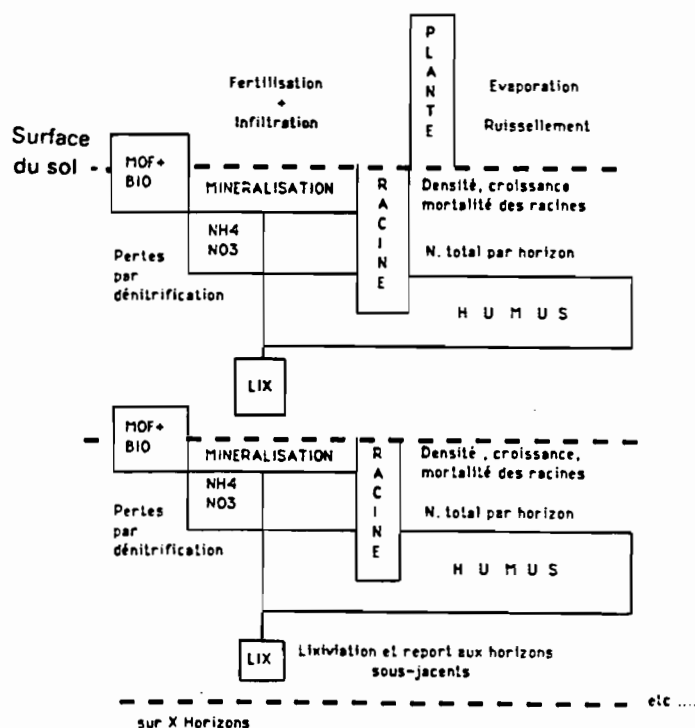 PLANTE
Fertilisation
+
Infiltration
Evaporation
Ruissellement
Surface
du sol
MOF+
BIO
MINERALISATION
RACINE
Densité, croissance
mortalité des racines
NH4
NO3
Pertes
par
dénitrification
N. total par horizon
HUMUS
LIX
MOF+
BIO
MINERALISATION
RACINE
Densité , croissance,
mortalité des racines
NH4
NO3
Pertes
par
dénitrification
N. total par horizon
HUMUS
LIX
Lixiviation et report aux horizons
sous-jacents
etc ....
sur X Horizons